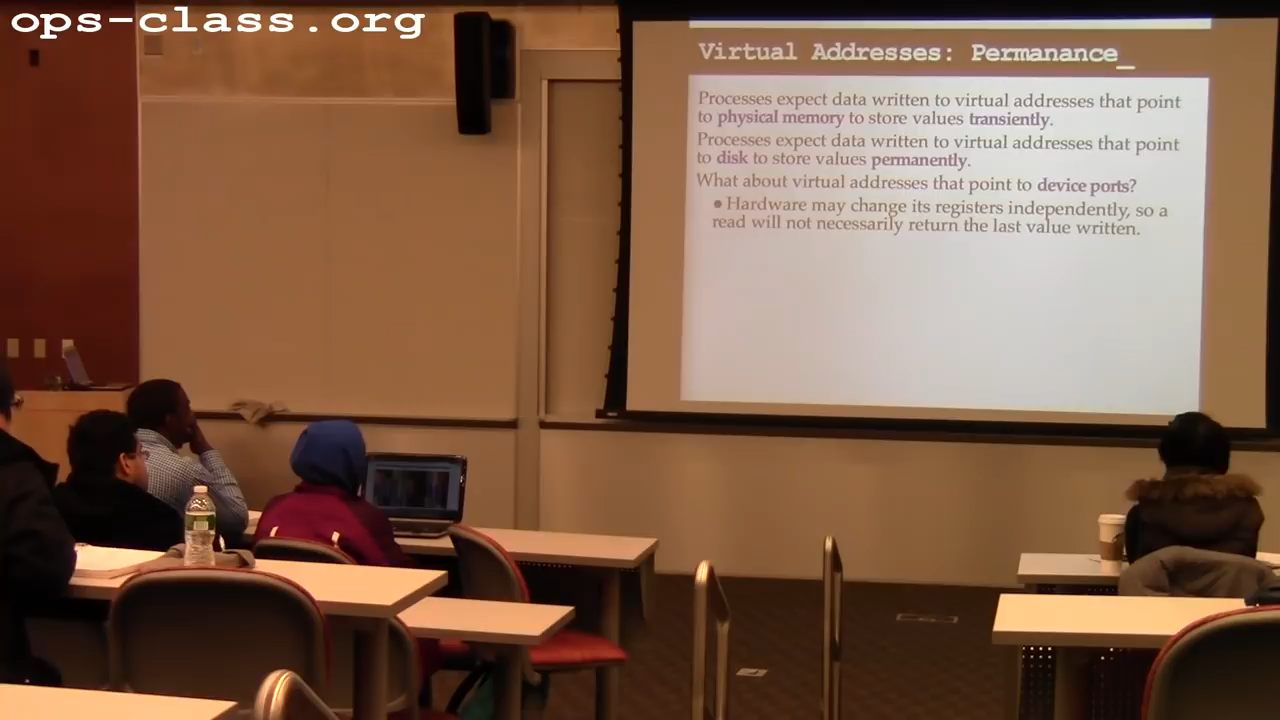 ops-class.org
Virtual Addresses: Permanance_
Processes expect data written to virtual addresses that point
to physical memory to store values transiently.
Processes expect data written to virtual addresses that point
to disk to store values permanently.
What about virtual addresses that point to device ports?
● Hardware may change its registers independently, so a
read will not necessarily return the last value written.